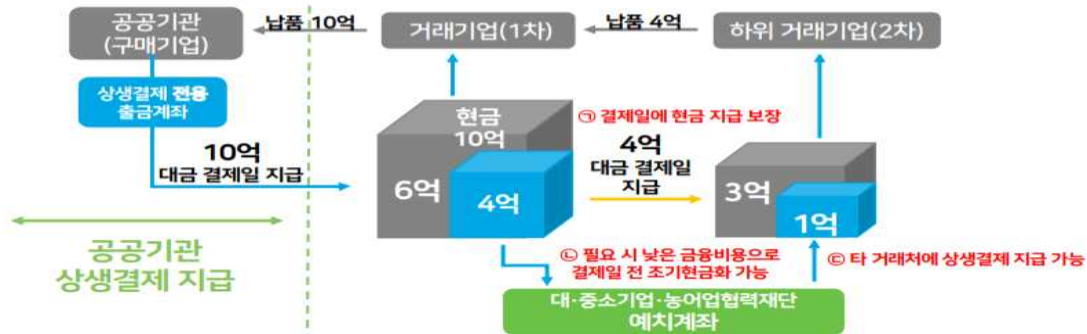 공공기관
(구매기업)
납품 10억
거래기업(1차)
납품 4억
하위 거래기업(2차)
상생결제 전용
출금계좌
현금
10억
㉠ 결제일에 현금 지급 보장
10억
대금 결제일 지급
6억
4억
4억
대금 결제일
지급
3억
1억
공공기관
상생결제 지급
㉡ 필요 시 낮은 금융비용으로
결제일 전 조기현금화 가능
㉢ 타 거래처에 상생결제 지급 가능
대·중소기업·농어업협력재단
예치계좌